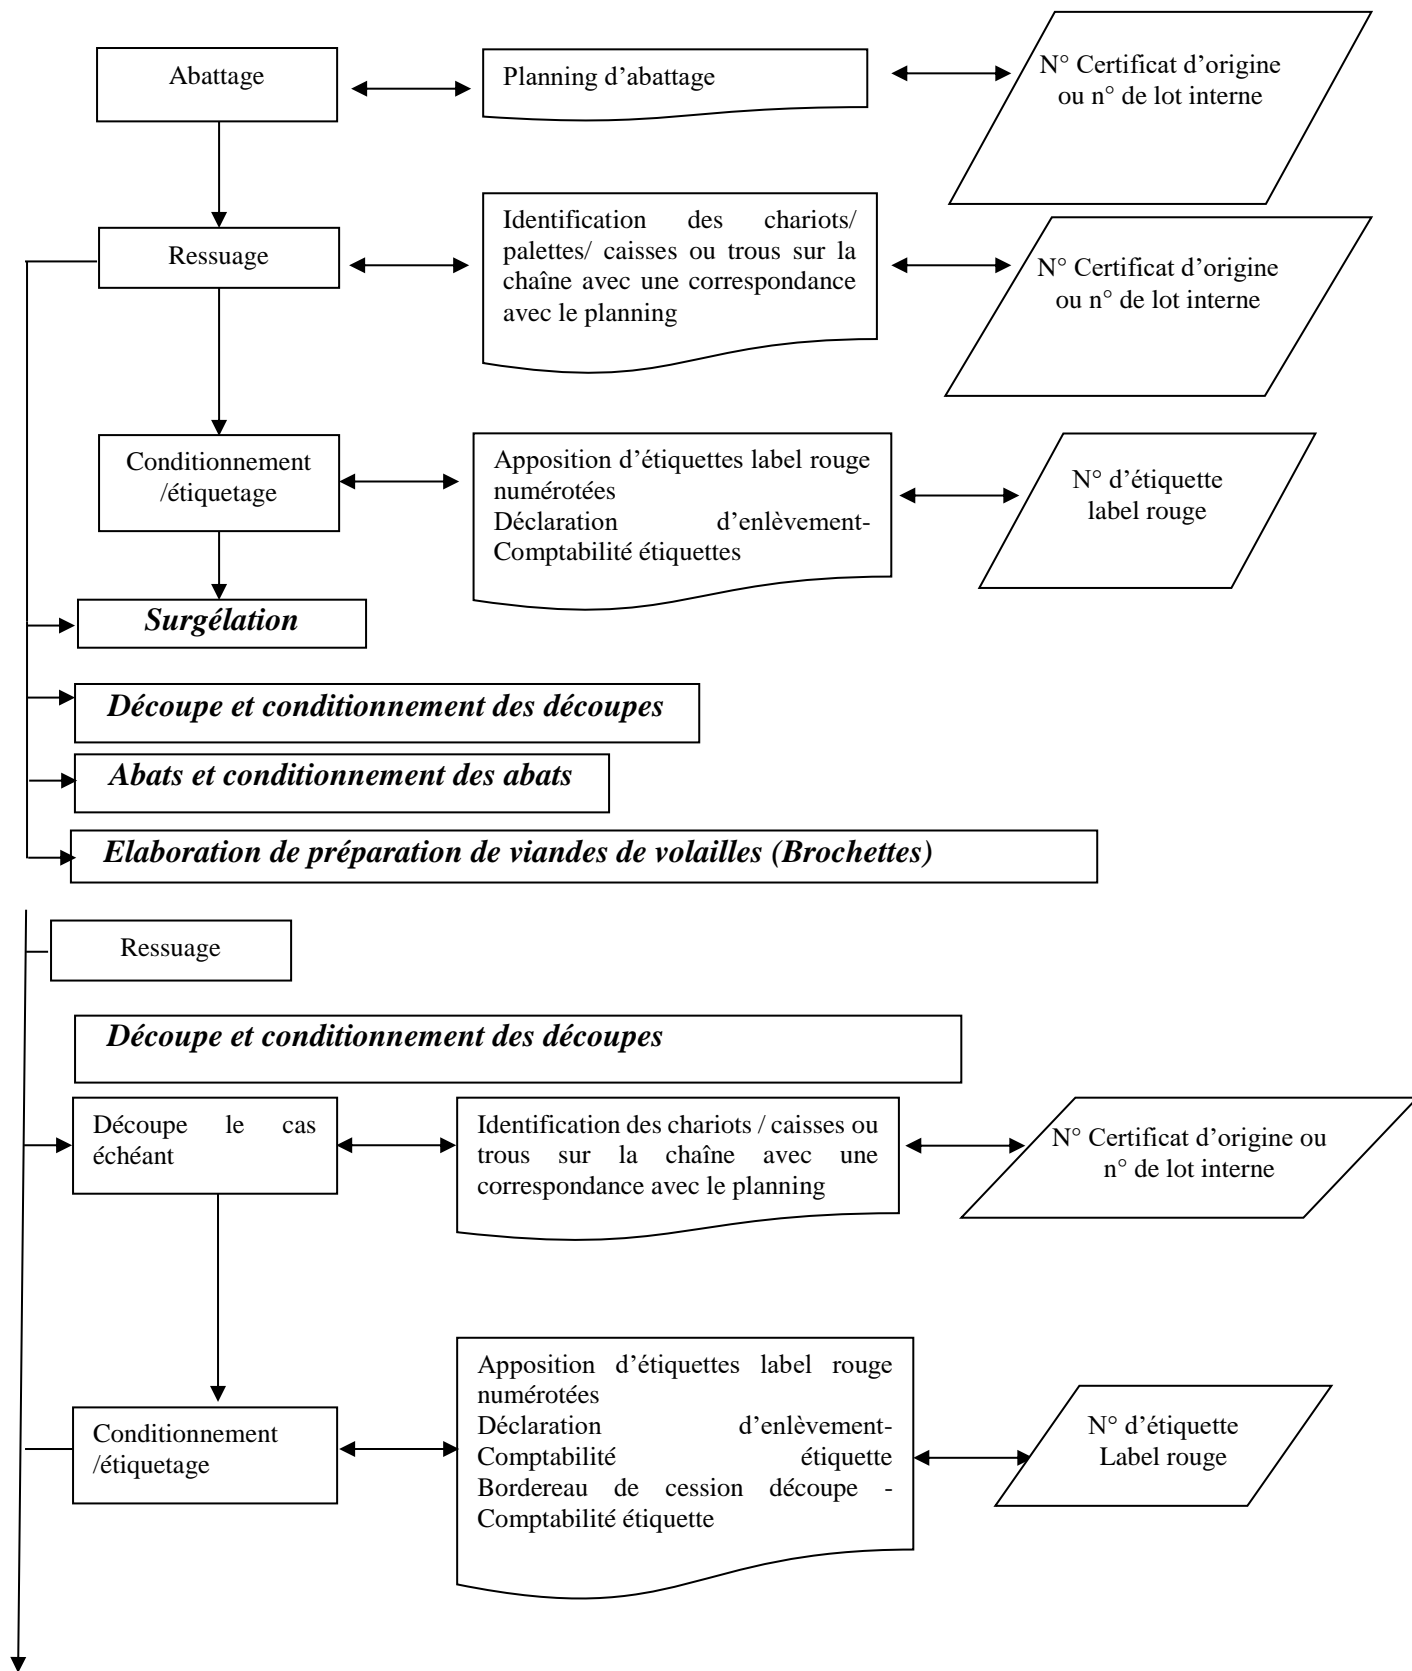 Abattage
Planning d’abattage
N° Certificat d’origine
ou n° de lot interne
Ressuage
Identification des chariots/
palettes/ caisses ou trous sur la
chaîne avec une correspondance
avec le planning
N° Certificat d’origine
ou n° de lot interne
Conditionnement
/étiquetage
Apposition d’étiquettes label rouge
numérotées
Déclaration d’enlèvement-
Comptabilité étiquettes
N° d’étiquette
label rouge
Surgélation
Découpe et conditionnement des découpes
Abats et conditionnement des abats
Elaboration de préparation de viandes de volailles (Brochettes)
Ressuage
Découpe et conditionnement des découpes
Découpe le cas
échéant
Identification des chariots / caisses ou
trous sur la chaîne avec une
correspondance avec le planning
N° Certificat d’origine ou
n° de lot interne
Conditionnement
/étiquetage
Apposition d’étiquettes label rouge
numérotées
Déclaration d’enlèvement-
Comptabilité étiquette
Bordereau de cession découpe -
Comptabilité étiquette
N° d’étiquette
Label rouge